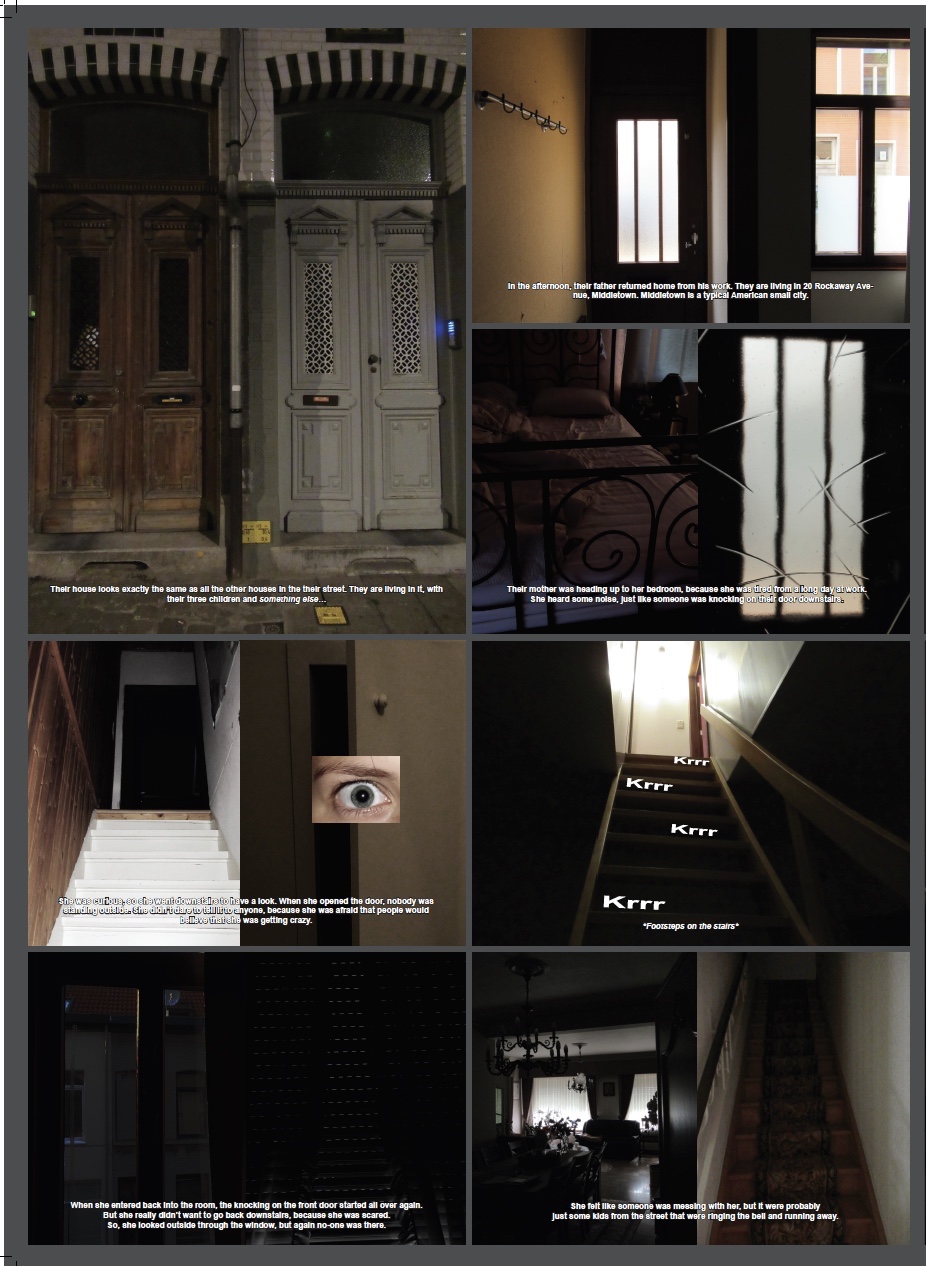 Their house looks exactly the same as all the other houses in the their street. They are living in it, with
their three children and something else...
In the afternoon, their father returned home from his work. They are living in 20 Rockaway Ave-
nue, Middletown. Middletown is a typical American small city.
Their mother was heading up to her bedroom, because she was tired from a long day at work.
She heard some noise, just like someone was knocking on their door downstairs.
She was curious, so she went downstairs to have a look. When she opened the door, nobody was
standing outside. She didn't dare to tell it to anyone, because she was afraid that people would
believe that she was getting crazy.
Krrr
Krrr
Krrr
Krrr
*Footsteps on the stairs*
When she entered back into the room, the knocking on the front door started all over again.
But she really didn't want to go back downstairs, because she was scared.
So, she looked outside through the window, but again no-one was there.
She felt like someone was messing with her, but it were probably
just some kids from the street that were ringing the bell and running away.